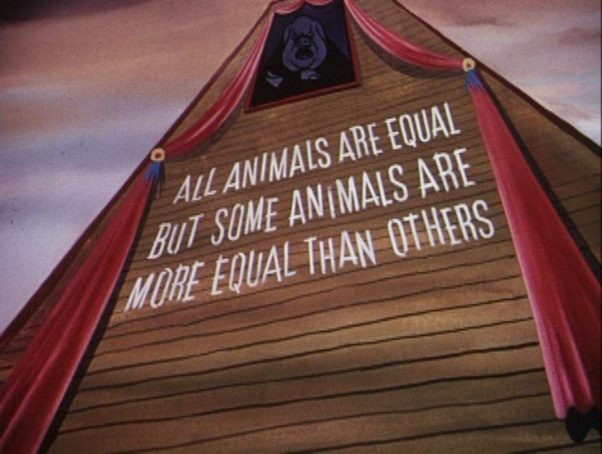 ALL ANIMALS ARE EQUAL
BUT SOME ANIMALS ARE
MORE EQUAL THAN OTHERS